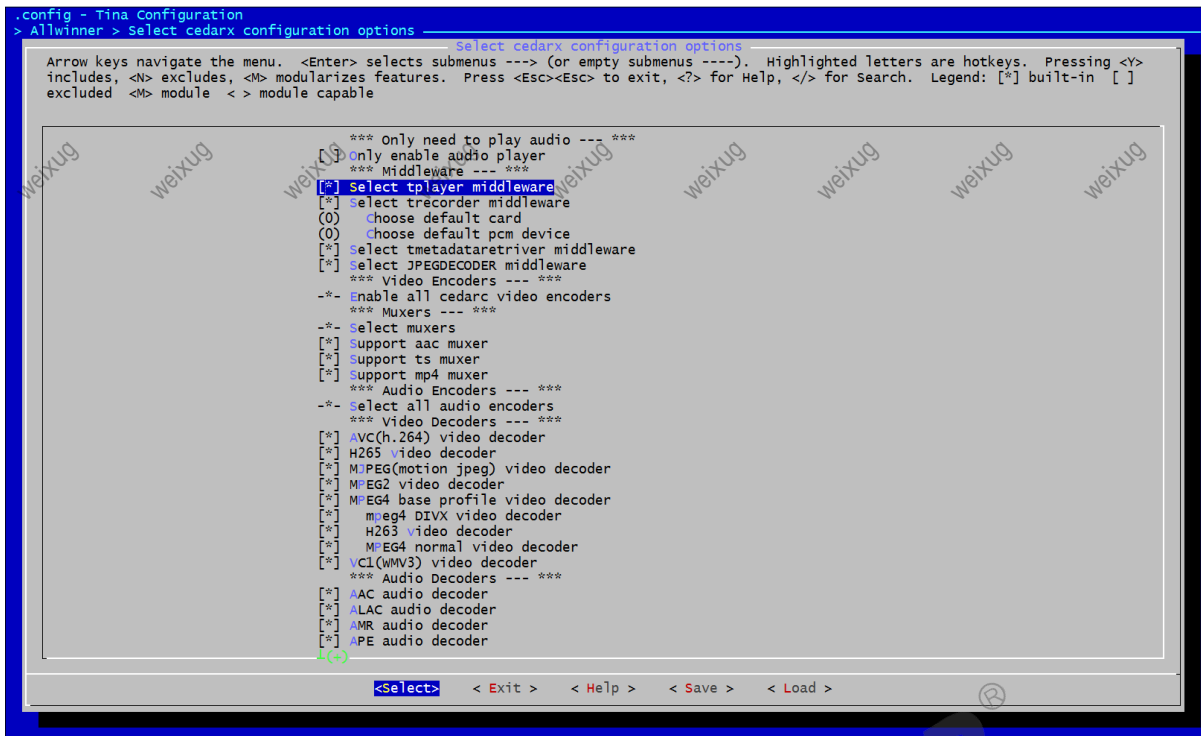 .config - Tina Configuration
> Allwinner > Select cedarx configuration options
Select cedarx configuration options
Arrow keys navigate the menu. <Enter> selects submenus ---> (or empty submenus ----). Highlighted letters are hotkeys. Pressing <Y>
includes, <N> excludes, <M> modularizes features. Press <Esc><Esc> to exit, <?> for Help, </> for Search. Legend: [*] built-in [ ]
excluded <M> module < > module capable
*** Only need to play audio --- ***
[ ] Only enable audio player
*** Middleware --- ***
[*] Select tplayer middleware
[*] Select trecorder middleware
(0) Choose default card
(0) Choose default pcm device
[*] Select tmetadataretriver middleware
[*] Select JPEGDECODER middleware
*** Video Encoders --- ***
-*- Enable all cedarc video encoders
*** Muxers --- ***
-*- Select muxers
[*] Support aac muxer
[*] Support ts muxer
[*] Support mp4 muxer
*** Audio Encoders --- ***
-*- Select all audio encoders
*** Video Decoders --- ***
[*] AVC(h.264) video decoder
[*] H265 video decoder
[*] MJPEG(motion jpeg) video decoder
[*] MPEG2 video decoder
[*] MPEG4 base profile video decoder
[*] mpeg4 DIVX video decoder
[*] H263 video decoder
[*] MPEG4 normal video decoder
[*] VC1(WMV3) video decoder
*** Audio Decoders --- ***
[*] AAC audio decoder
[*] ALAC audio decoder
[*] AMR audio decoder
[*] APE audio decoder
┴(+)
<Select> < Exit > < Help > < Save > < Load >
weixug weixug weixug weixug weixug weixug weixug weixug weixug
®